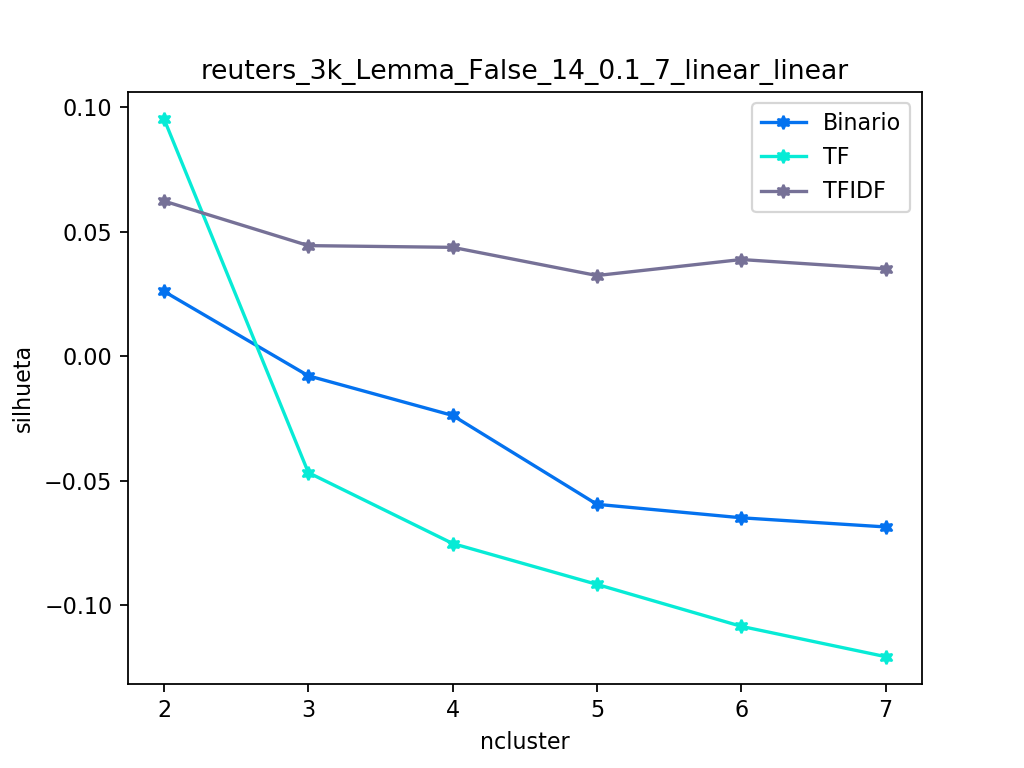 reuters_3k_Lemma_False_14_0.1_7_linear_linear
Binario
TF
TFIDF
silhueta
0.10
0.05
0.00
−0.05
−0.10
2 3 4 5 6 7
ncluster